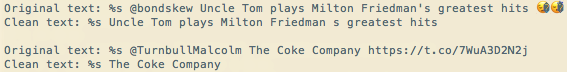 Original text: %s @bondskew Uncle Tom plays Milton Friedman's greatest hits
Clean text: %s Uncle Tom plays Milton Friedman s greatest hits
Original text: %s @TurnbullMalcolm The Coke Company https://t.co/7WuA3D2N2j
Clean text: %s The Coke Company